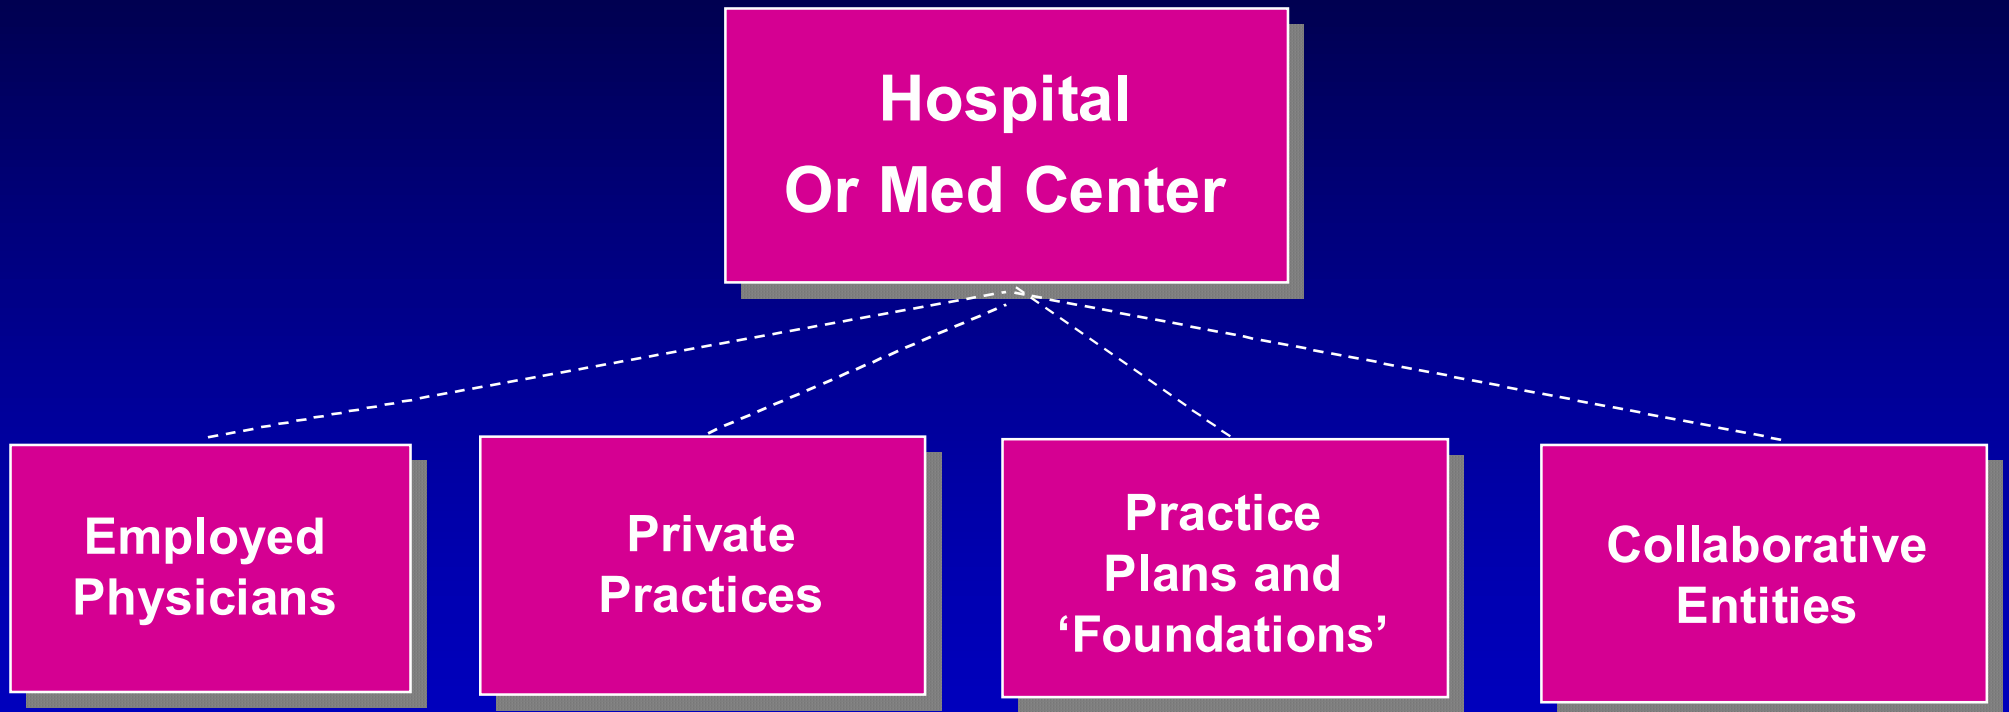 Hospital
Or Med Center
Employed
Physicians
Private
Practices
Practice
Plans and
‘Foundations’
Collaborative
Entities